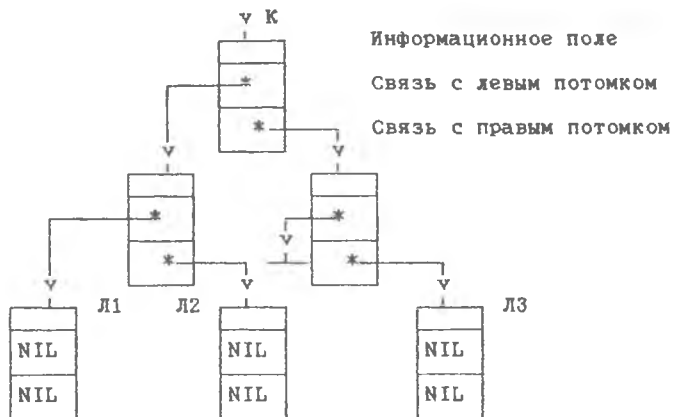 v К
Информационное поле
* Связь с левым потомком
* Связь с правым потомком
v v
* *
v
* *
v v v
Л1 Л2 Л3
NIL NIL NIL
NIL NIL NIL